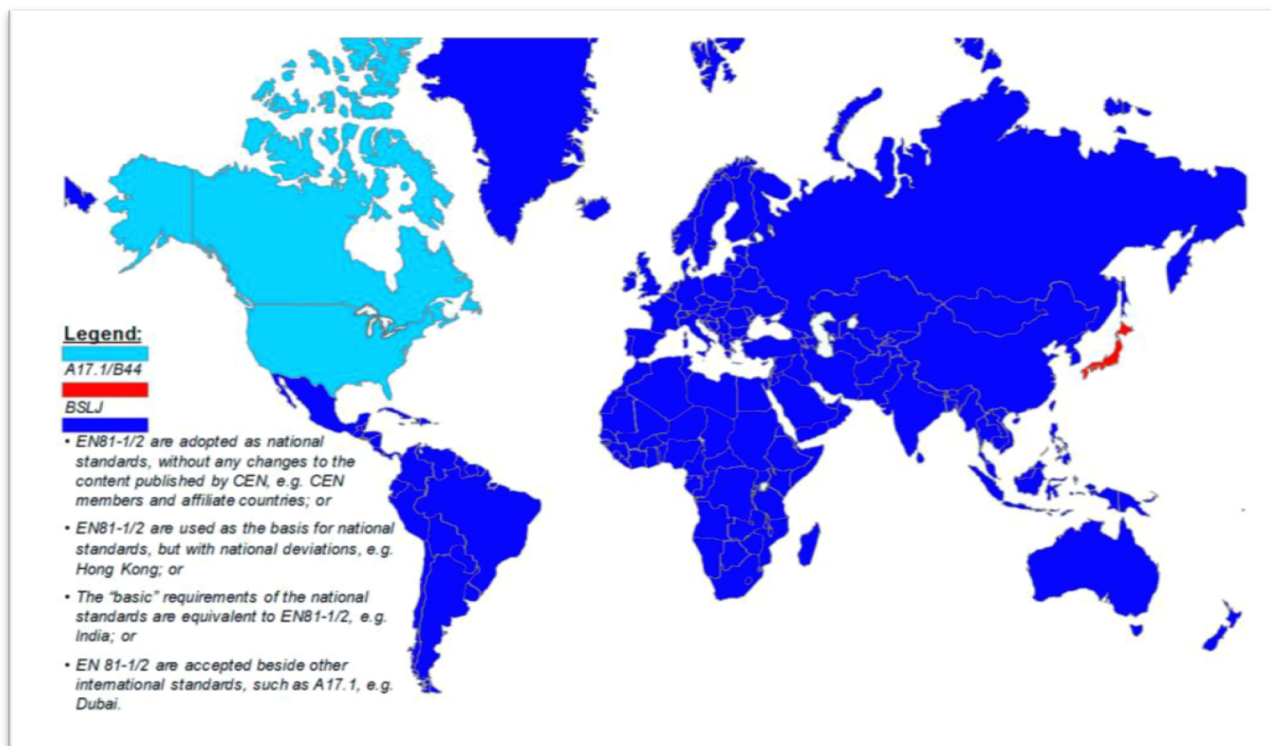 Legend:
A17.1/B44
BSLJ
• EN81-1/2 are adopted as national
standards, without any changes to the
content published by CEN, e.g. CEN
members and affiliate countries; or
• EN81-1/2 are used as the basis for national
standards, but with national deviations, e.g.
Hong Kong; or
• The “basic” requirements of the national
standards are equivalent to EN81-1/2, e.g.
India; or
• EN 81-1/2 are accepted beside other
international standards, such as A17.1, e.g.
Dubai.